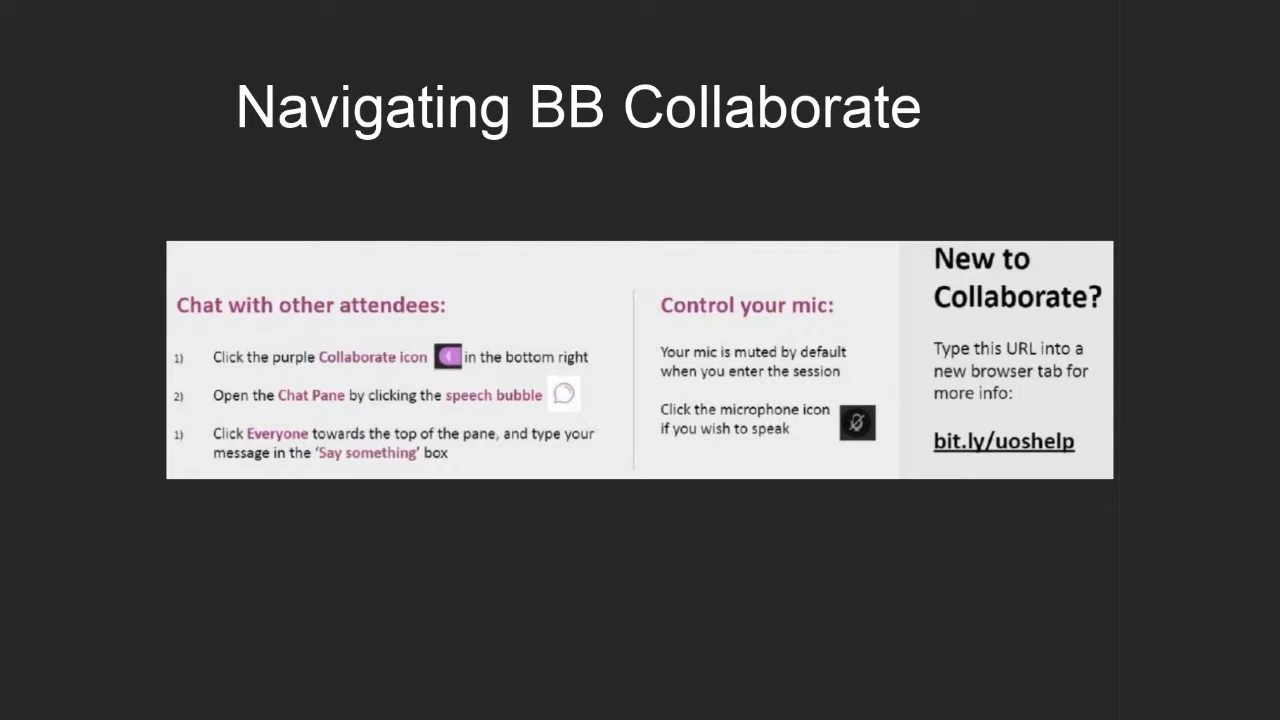 Navigating BB Collaborate
Chat with other attendees:
1) Click the purple Collaborate icon in the bottom right
2) Open the Chat Pane by clicking the speech bubble
1) Click Everyone towards the top of the pane, and type your
message in the ‘Say something’ box
Control your mic:
Your mic is muted by default
when you enter the session
Click the microphone icon
if you wish to speak
New to
Collaborate?
Type this URL into a
new browser tab for
more info:
bit.ly/uoshelp